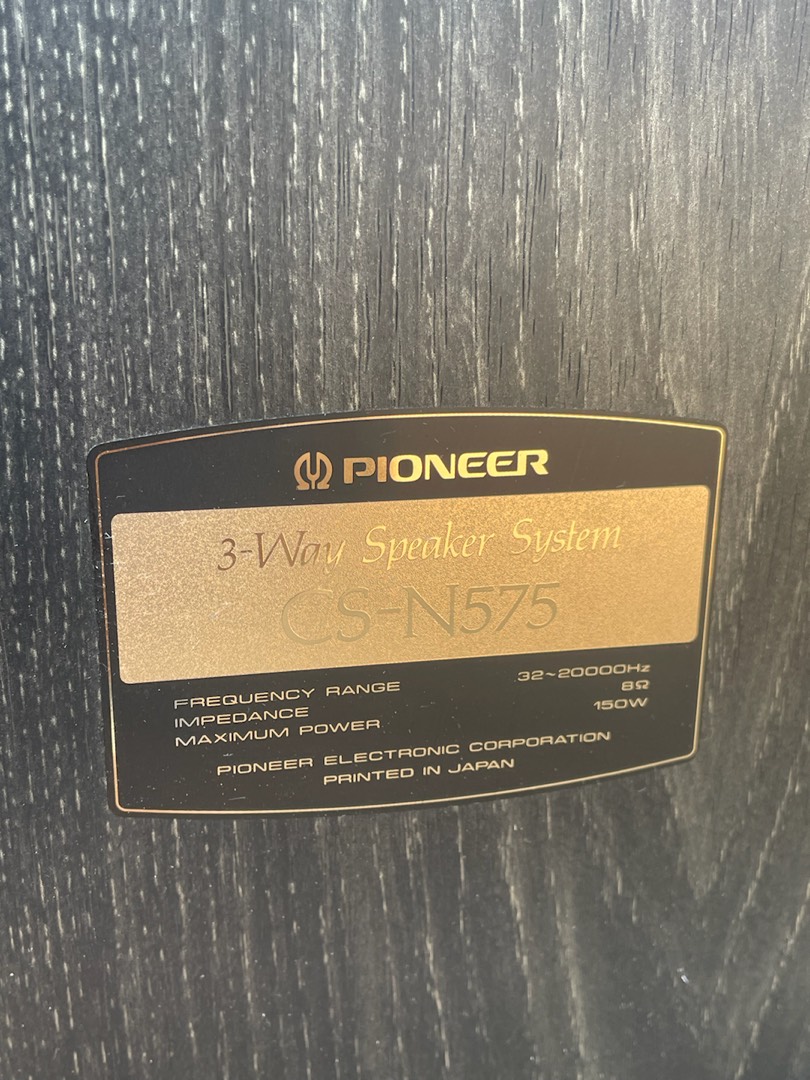 PIONEER
3-Way Speaker System
CS-N575
FREQUENCY RANGE 32~20000Hz
IMPEDANCE 8Ω
MAXIMUM POWER 150W
PIONEER ELECTRONIC CORPORATION
PRINTED IN JAPAN